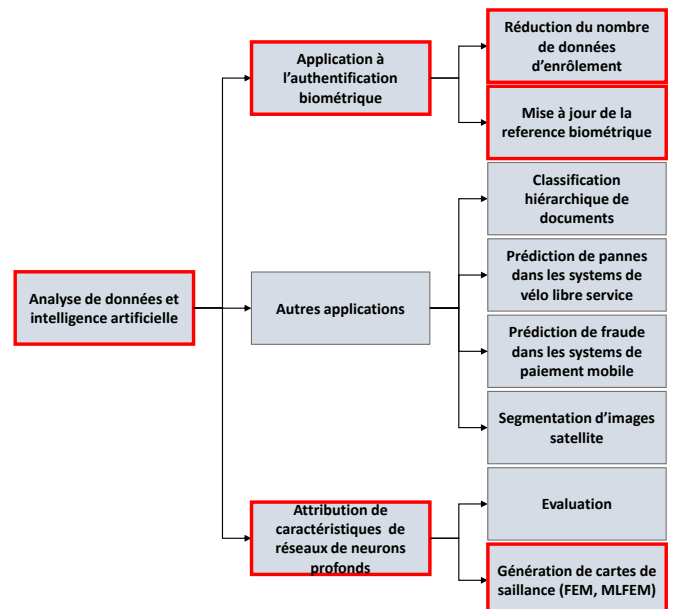 Analyse de données et
intelligence artificielle
Application à
l'authentification
biométrique
Réduction du nombre
de données
d'enrôlement
Mise à jour de la
reference biométrique
Autres applications
Classification
hiérarchique de
documents
Prédiction de pannes
dans les systems de
vélo libre service
Prédiction de fraude
dans les systems de
paiement mobile
Segmentation d'images
satellite
Attribution de
caractéristiques de
réseaux de neurons
profonds
Evaluation
Génération de cartes de
saillance (FEM, MLFEM)